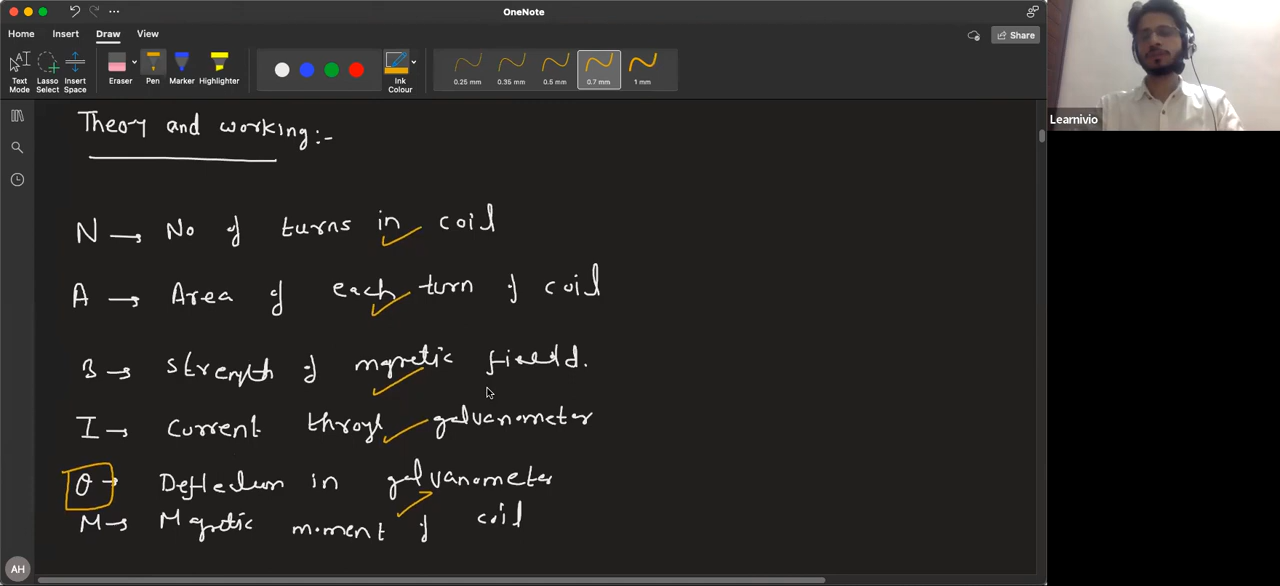 OneNote
Home Insert Draw View
Share
Text Mode Lasso Select Insert Space Eraser Pen Marker Highlighter Ink Colour 0.25 mm 0.35 mm 0.5 mm 0.7 mm 1 mm
Learnivio
Theory and working:-
N → No of turns in coil
A → Area of each turn of coil
B → Strength of magnetic field.
I → Current through galvanometer
θ → Deflection in galvanometer
M → Magnetic moment of coil
AH